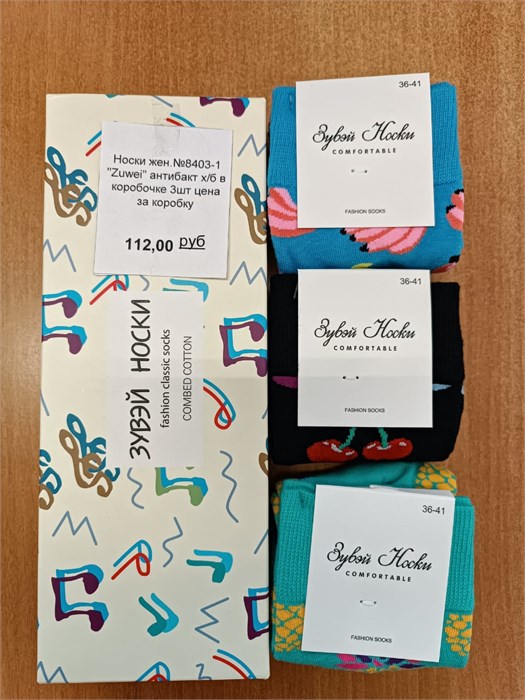 Носки жен.№8403-1
"Zuwei" антибакт х/б в
коробочке 3шт цена
за коробку
112,00 руб
ЗУВЭЙ НОСКИ
fashion classic socks
COMBED COTTON
36-41
Зувэй Носки
COMFORTABLE
FASHION SOCKS
36-41
Зувэй Носки
COMFORTABLE
FASHION SOCKS
36-41
Зувэй Носки
COMFORTABLE
FASHION SOCKS